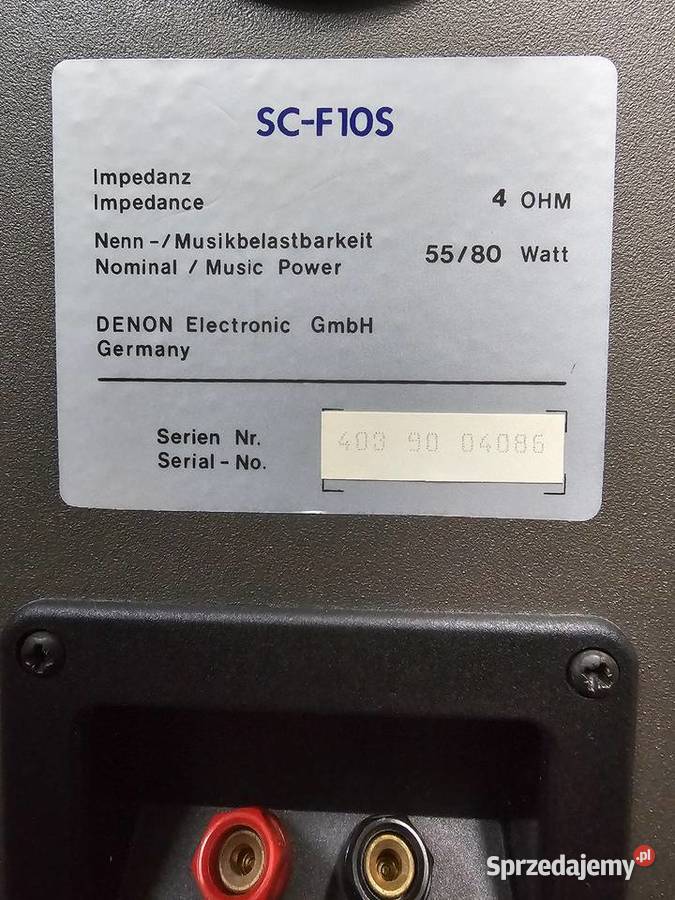 SC-F10S
Impedanz
Impedance
4 OHM
Nenn-/Musikbelastbarkeit
Nominal / Music Power
55/80 Watt
DENON Electronic GmbH
Germany
Serien Nr.
Serial-No.
403 90 04086
Sprzedajemy.pl